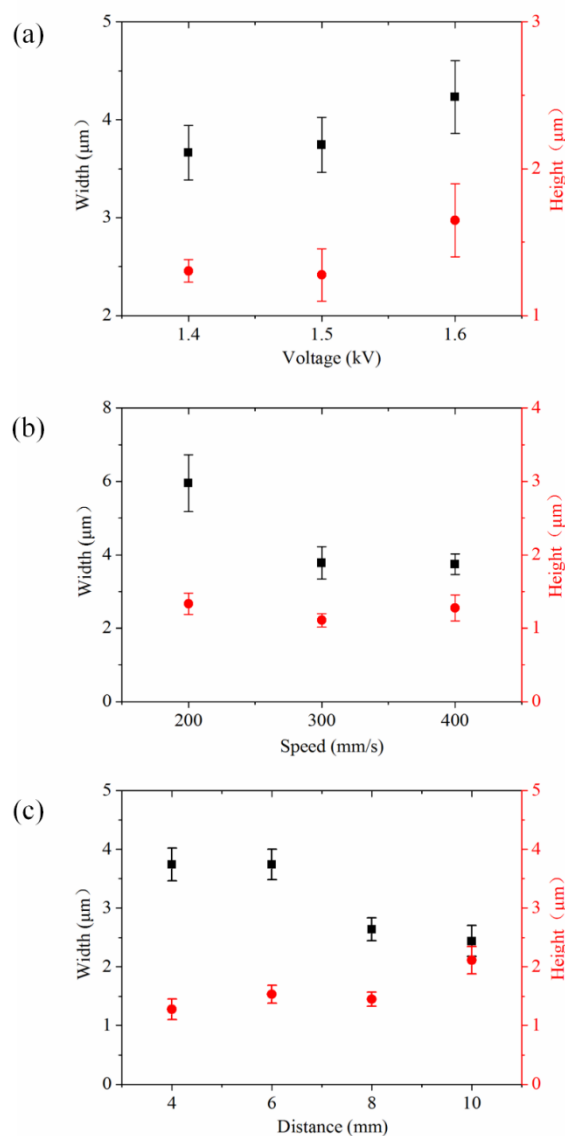 (a)
5
4
3
2
Width (μm)
3
2
1
Height（μm）
1.4 1.5 1.6
Voltage (kV)
(b)
8
6
4
2
0
Width (μm）
4
3
2
1
0
Height（μm）
200 300 400
Speed (mm/s)
(c)
5
4
3
2
1
0
Width (μm）
5
4
3
2
1
0
Height（μm）
4 6 8 10
Distance (mm)